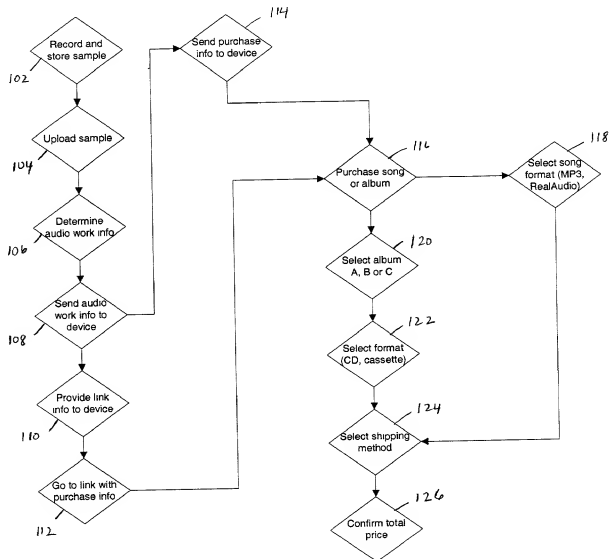 Record and
store sample
102
Upload sample
104
Determine
audio work info
106
Send audio
work info to
device
108
Provide link
info to device
110
Go to link with
purchase info
112
Send purchase
info to device
114
Purchase song
or album
116
Select song
format (MP3,
RealAudio)
118
Select album
A, B or C
120
Select format
(CD, cassette)
122
Select shipping
method
124
Confirm total
price
126